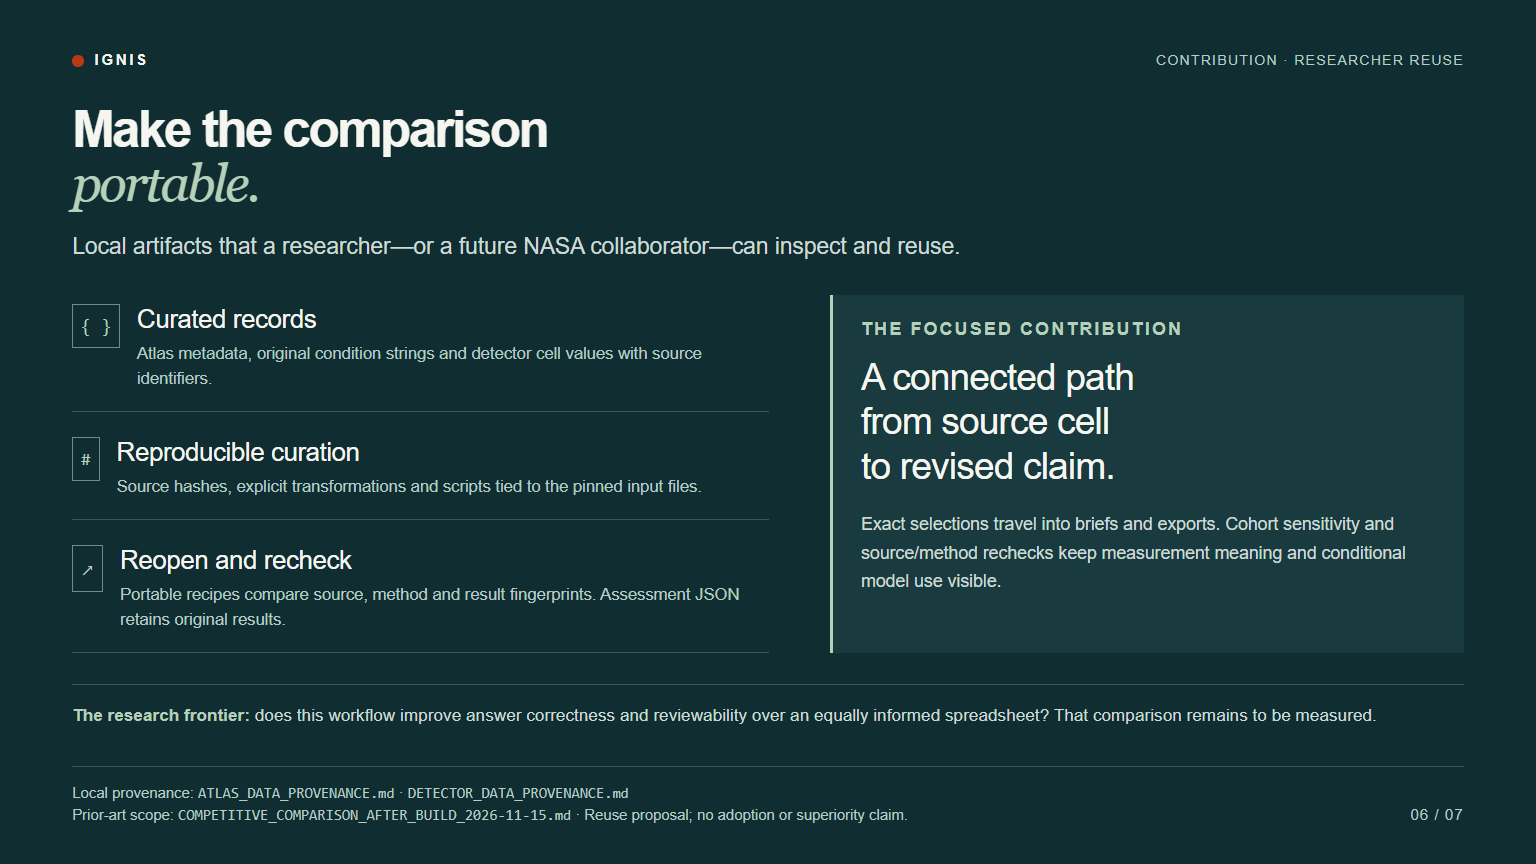 IGNIS
CONTRIBUTION · RESEARCHER REUSE
Make the comparison
portable.
Local artifacts that a researcher—or a future NASA collaborator—can inspect and reuse.
{ }
Curated records
Atlas metadata, original condition strings and detector cell values with source
identifiers.
#
Reproducible curation
Source hashes, explicit transformations and scripts tied to the pinned input files.
↗
Reopen and recheck
Portable recipes compare source, method and result fingerprints. Assessment JSON
retains original results.
THE FOCUSED CONTRIBUTION
A connected path
from source cell
to revised claim.
Exact selections travel into briefs and exports. Cohort sensitivity and
source/method rechecks keep measurement meaning and conditional
model use visible.
The research frontier: does this workflow improve answer correctness and reviewability over an equally informed spreadsheet? That comparison remains to be measured.
Local provenance: ATLAS_DATA_PROVENANCE.md · DETECTOR_DATA_PROVENANCE.md
Prior-art scope: COMPETITIVE_COMPARISON_AFTER_BUILD_2026-11-15.md · Reuse proposal; no adoption or superiority claim.
06 / 07